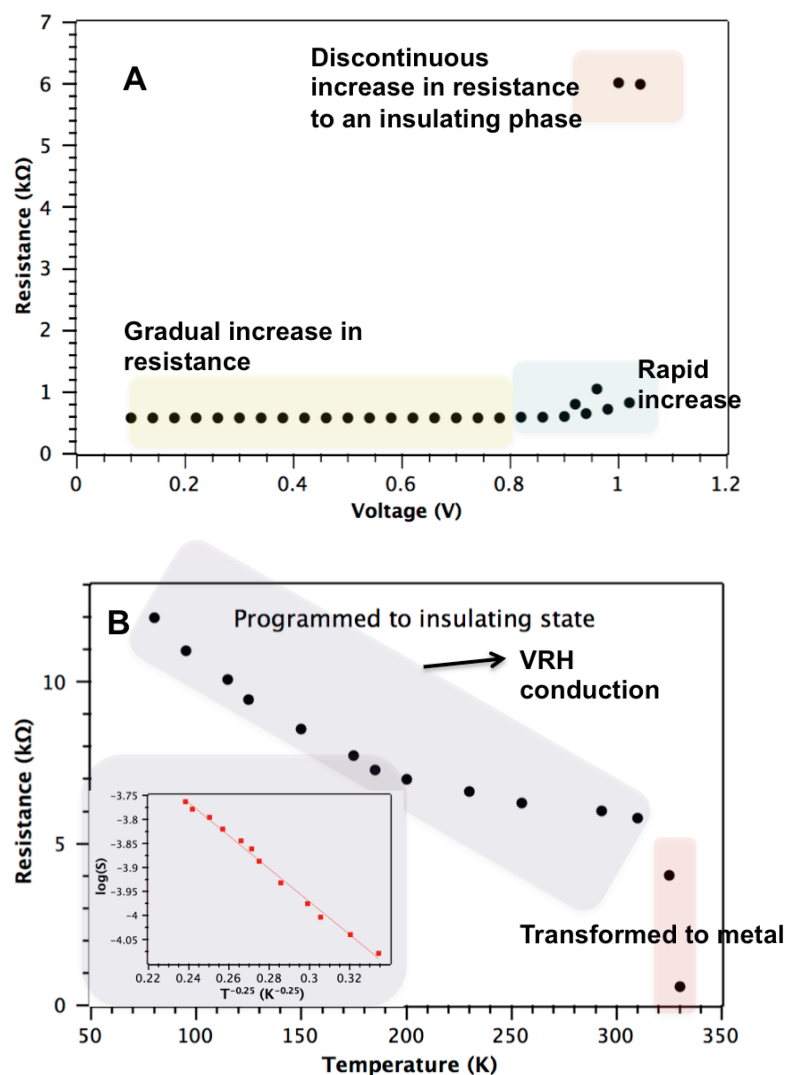 7
6
5
4
3
2
1
0
Resistance (kΩ)
A
Discontinuous
increase in resistance
to an insulating phase
Gradual increase in
resistance
Rapid
increase
0
0.2
0.4
0.6
0.8
1
1.2
Voltage (V)
B
Programmed to insulating state
VRH
conduction
10
5
0
Resistance (kΩ)
−3.75
−3.8
−3.85
−3.9
−3.95
−4
−4.05
log(S)
0.22
0.24
0.26
0.28
0.3
0.32
T⁻⁰·²⁵ (K⁻⁰·²⁵)
Transformed to metal
50
100
150
200
250
300
350
Temperature (K)